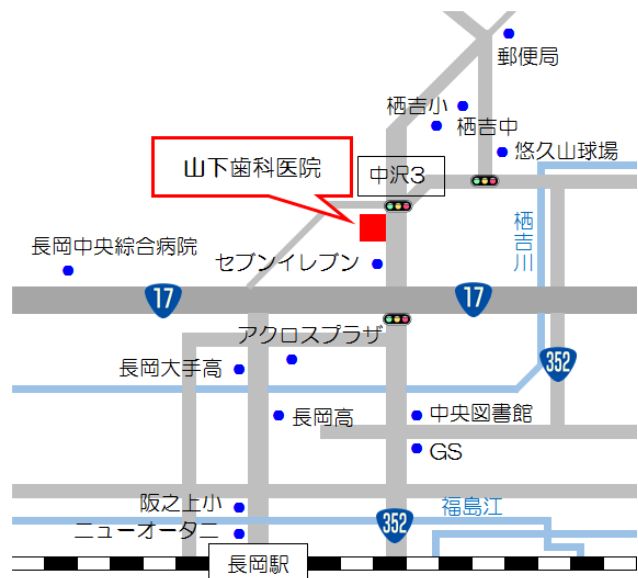 郵便局
栖吉小
栖吉中
悠久山球場
山下歯科医院
中沢3
栖吉川
長岡中央綜合病院
セブンイレブン
17
17
アクロスプラザ
長岡大手高
352
長岡高
中央図書館
GS
阪之上小
352
福島江
ニューオータニ
長岡駅